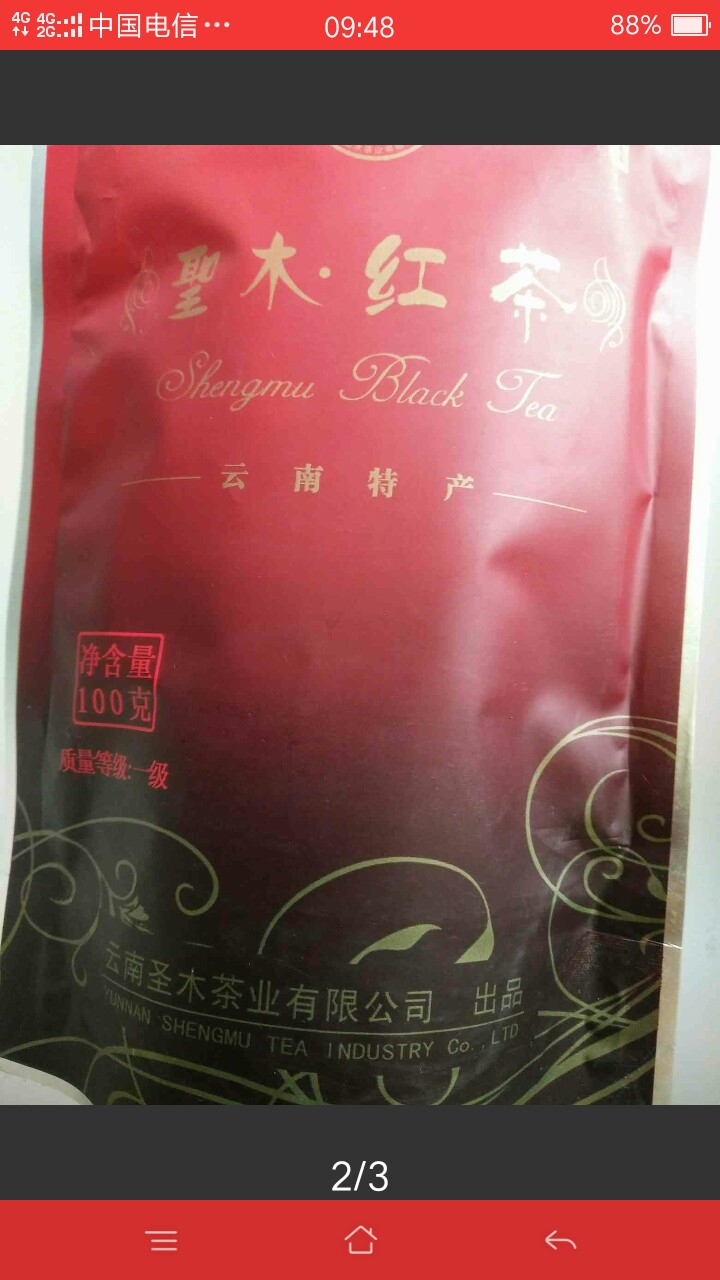 4G 4G 2G 中国电信··· 09:48 88%
聖木·红茶
Shengmu Black Tea
云南特产
净含量
100克
质量等级:一级
云南圣木茶业有限公司 出品
YUNNAN SHENGMU TEA INDUSTRY Co.,LTD
2/3